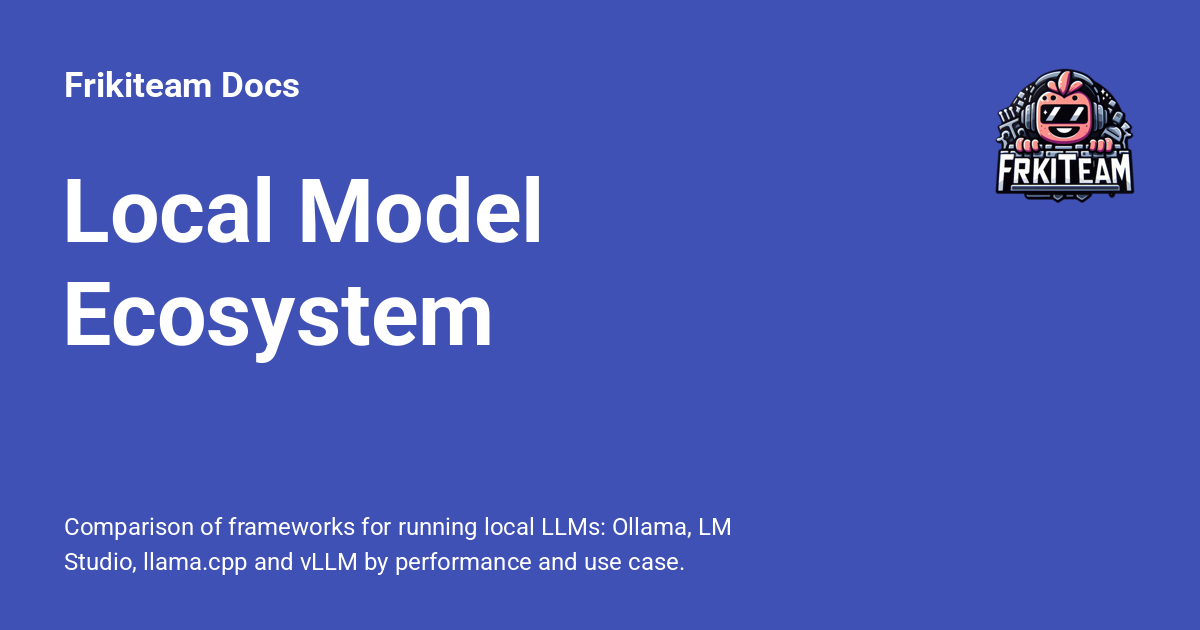 Frikiteam Docs
FRKITEAM
Local Model
Ecosystem
Comparison of frameworks for running local LLMs: Ollama, LM
Studio, llama.cpp and vLLM by performance and use case.